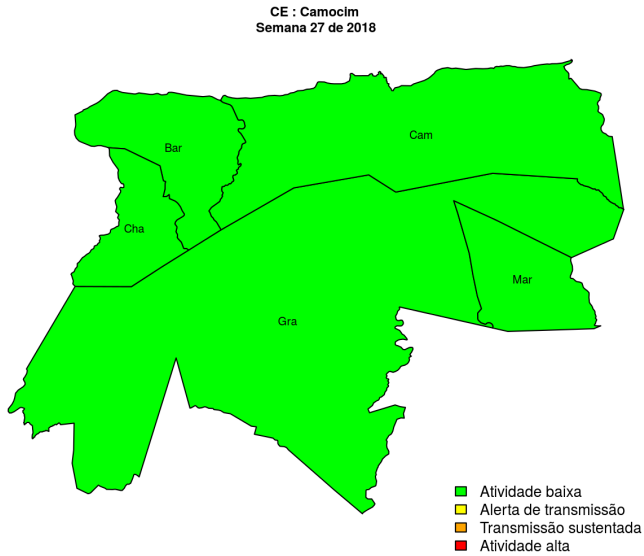 CE : Camocim
Semana 27 de 2018
Bar
Cam
Cha
Mar
Gra
Atividade baixa
Alerta de transmissão
Transmissão sustentada
Atividade alta